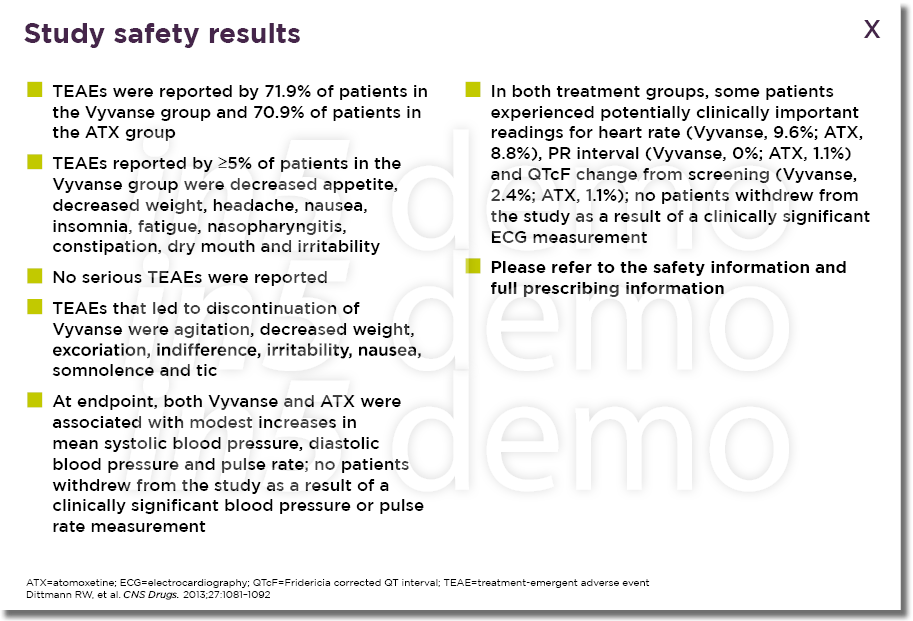 Study safety results
X
TEAEs were reported by 71.9% of patients in
the Vyvanse group and 70.9% of patients in
the ATX group
TEAEs reported by ≥5% of patients in the
Vyvanse group were decreased appetite,
decreased weight, headache, nausea,
insomnia, fatigue, nasopharyngitis,
constipation, dry mouth and irritability
No serious TEAEs were reported
TEAEs that led to discontinuation of
Vyvanse were agitation, decreased weight,
excoriation, indifference, irritability, nausea,
somnolence and tic
At endpoint, both Vyvanse and ATX were
associated with modest increases in
mean systolic blood pressure, diastolic
blood pressure and pulse rate; no patients
withdrew from the study as a result of a
clinically significant blood pressure or pulse
rate measurement
In both treatment groups, some patients
experienced potentially clinically important
readings for heart rate (Vyvanse, 9.6%; ATX,
8.8%), PR interval (Vyvanse, 0%; ATX, 1.1%)
and QTcF change from screening (Vyvanse,
2.4%; ATX, 1.1%); no patients withdrew from
the study as a result of a clinically significant
ECG measurement
Please refer to the safety information and
full prescribing information
in5 demo
in5 demo
in5 demo
ATX=atomoxetine; ECG=electrocardiography; QTcF=Fridericia corrected QT interval; TEAE=treatment-emergent adverse event
Dittmann RW, et al. CNS Drugs. 2013;27:1081–1092